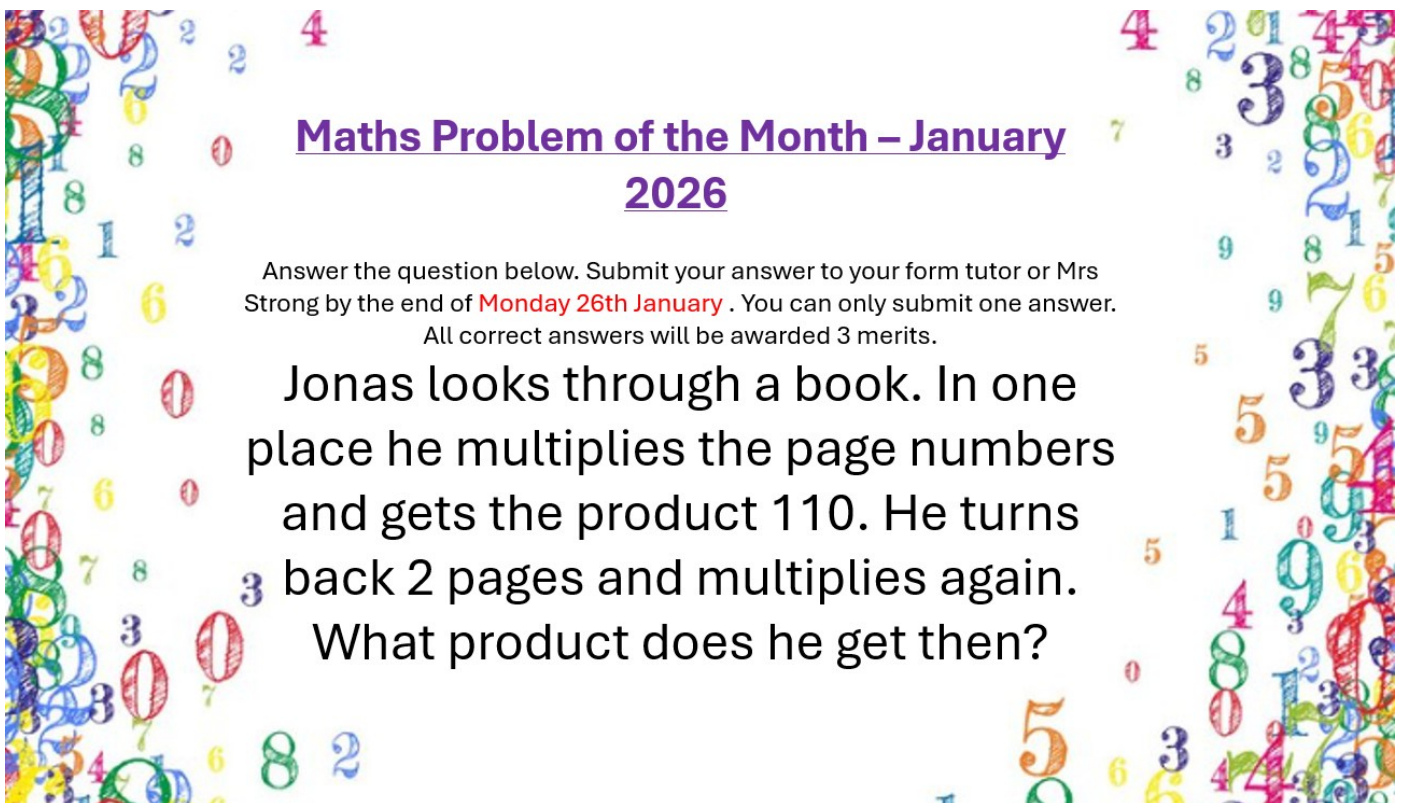 Maths Problem of the Month – January
2026
Answer the question below. Submit your answer to your form tutor or Mrs
Strong by the end of Monday 26th January . You can only submit one answer.
All correct answers will be awarded 3 merits.
Jonas looks through a book. In one
place he multiplies the page numbers
and gets the product 110. He turns
back 2 pages and multiplies again.
What product does he get then?